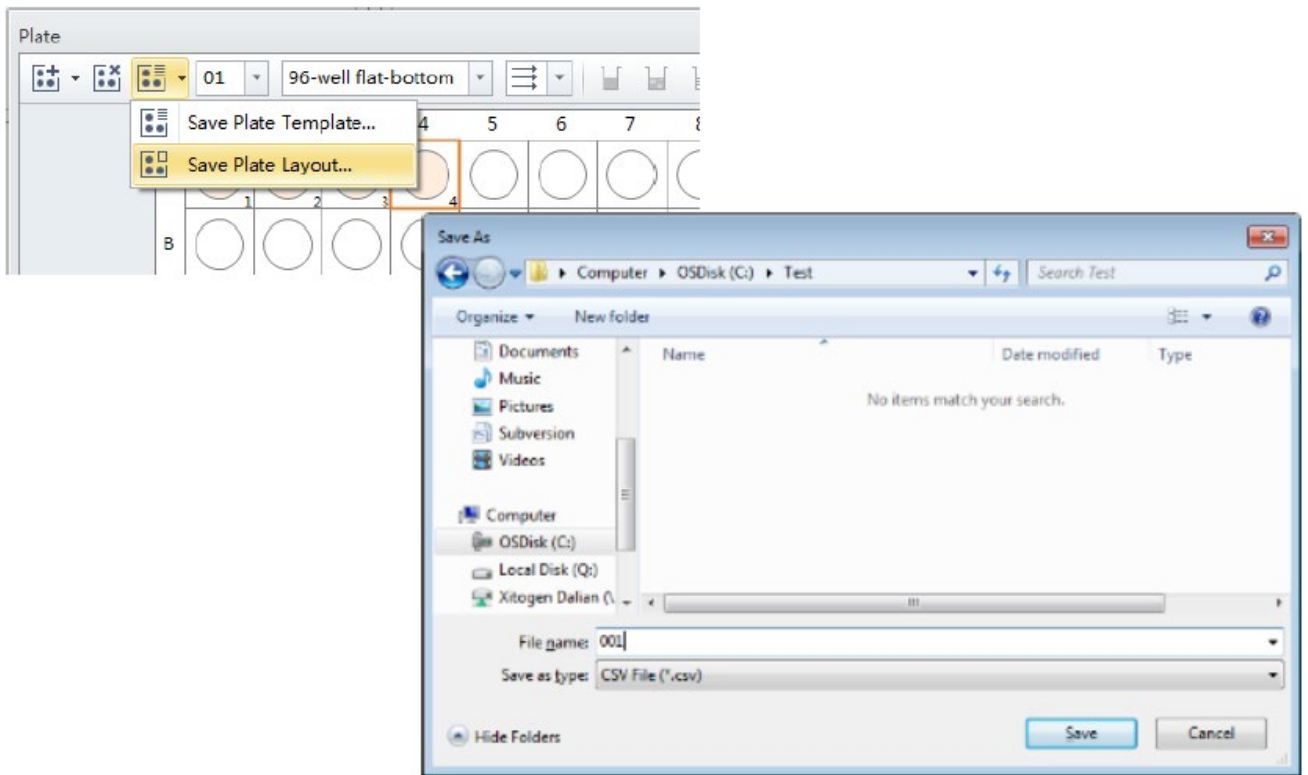 Plate
01 96-well flat-bottom
Save Plate Template...
Save Plate Layout...
4 5 6 7
1 2 3 4
B
Save As
Computer ▸ OSDisk (C:) ▸ Test
Search Test
Organize New folder
Documents
Music
Pictures
Subversion
Videos
Computer
OSDisk (C:)
Local Disk (Q:)
Xitogen Dalian (\
Name Date modified Type
No items match your search.
File name: 001
Save as type: CSV File (*.csv)
Hide Folders Save Cancel